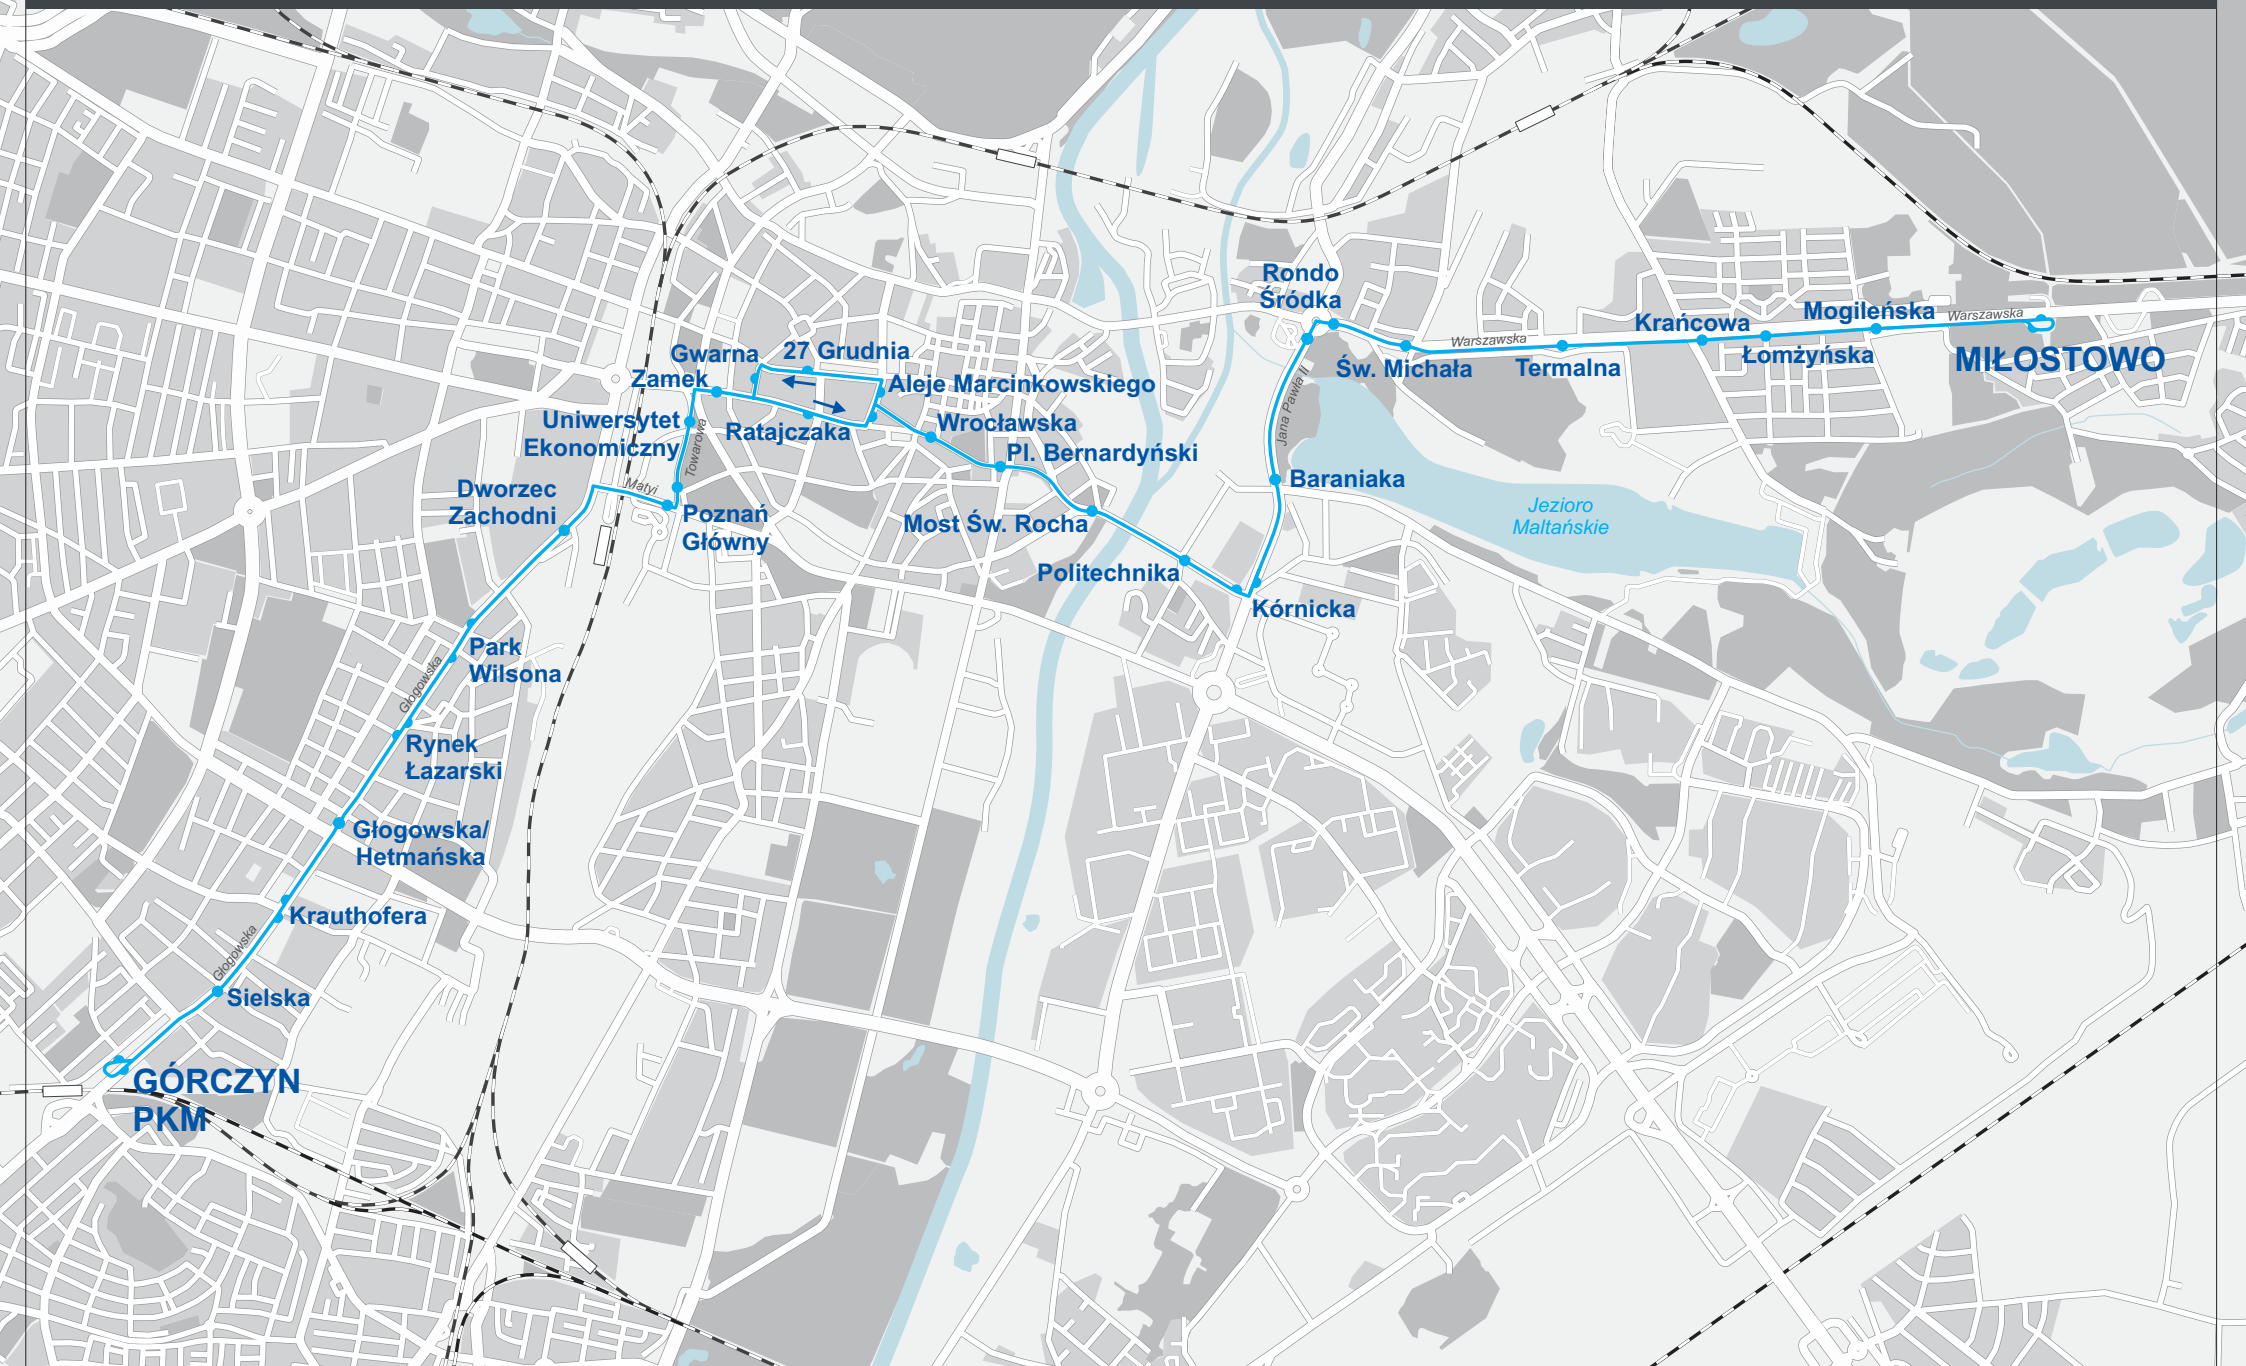 Rondo
Śródka
Mogileńska
Warszawska
Krańcowa
Warszawska
Łomżyńska
MIŁOSTOWO
Św. Michała
Termalna
Gwarna
27 Grudnia
Zamek
Aleje Marcinkowskiego
Jana Pawła II
Uniwersytet
Ekonomiczny
Towarowa
Ratajczaka
Wrocławska
Pl. Bernardyński
Baraniaka
Dworzec
Zachodni
Matyi
Poznań
Główny
Most Św. Rocha
Jezioro
Maltańskie
Politechnika
Kórnicka
Park
Wilsona
Głogowska
Rynek
Łazarski
Głogowska/
Hetmańska
Krauthofera
Głogowska
Sielska
GÓRCZYN
PKM